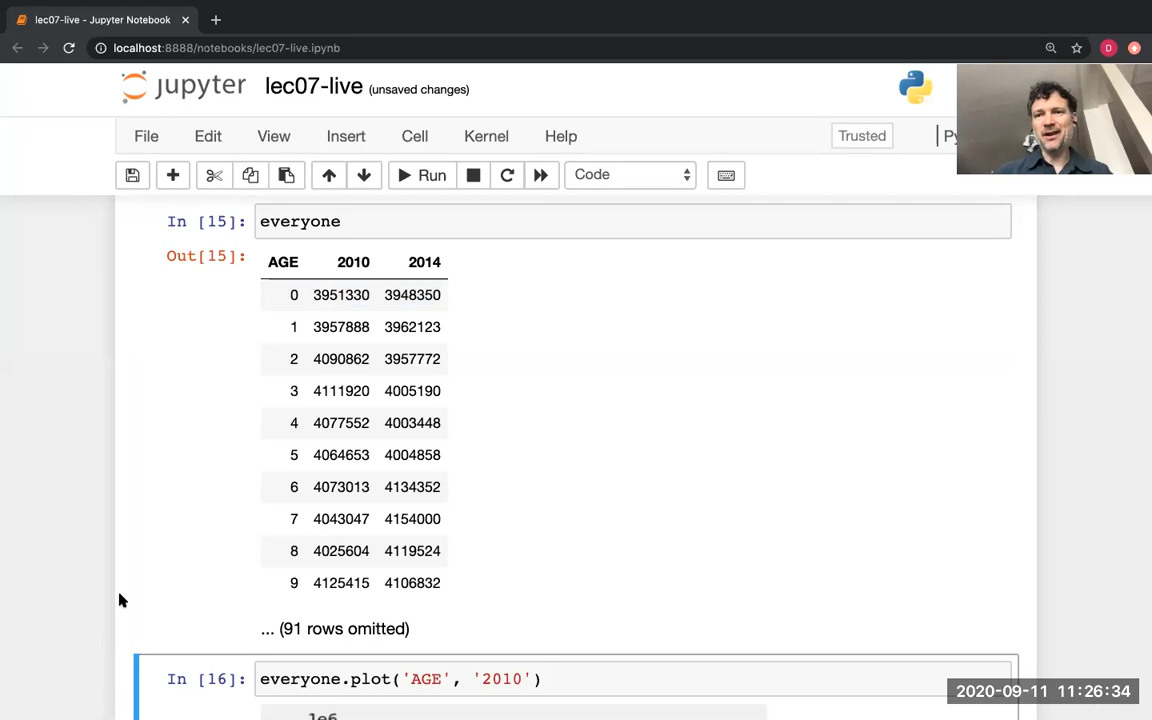 lec07-live - Jupyter Notebook
localhost:8888/notebooks/lec07-live.ipynb
D
jupyter lec07-live (unsaved changes)
File Edit View Insert Cell Kernel Help Trusted Py
Run Code
In [15]: everyone
Out[15]: AGE 2010 2014
0 3951330 3948350
1 3957888 3962123
2 4090862 3957772
3 4111920 4005190
4 4077552 4003448
5 4064653 4004858
6 4073013 4134352
7 4043047 4154000
8 4025604 4119524
9 4125415 4106832
... (91 rows omitted)
In [16]: everyone.plot('AGE', '2010')
1e6
2020-09-11 11:26:34